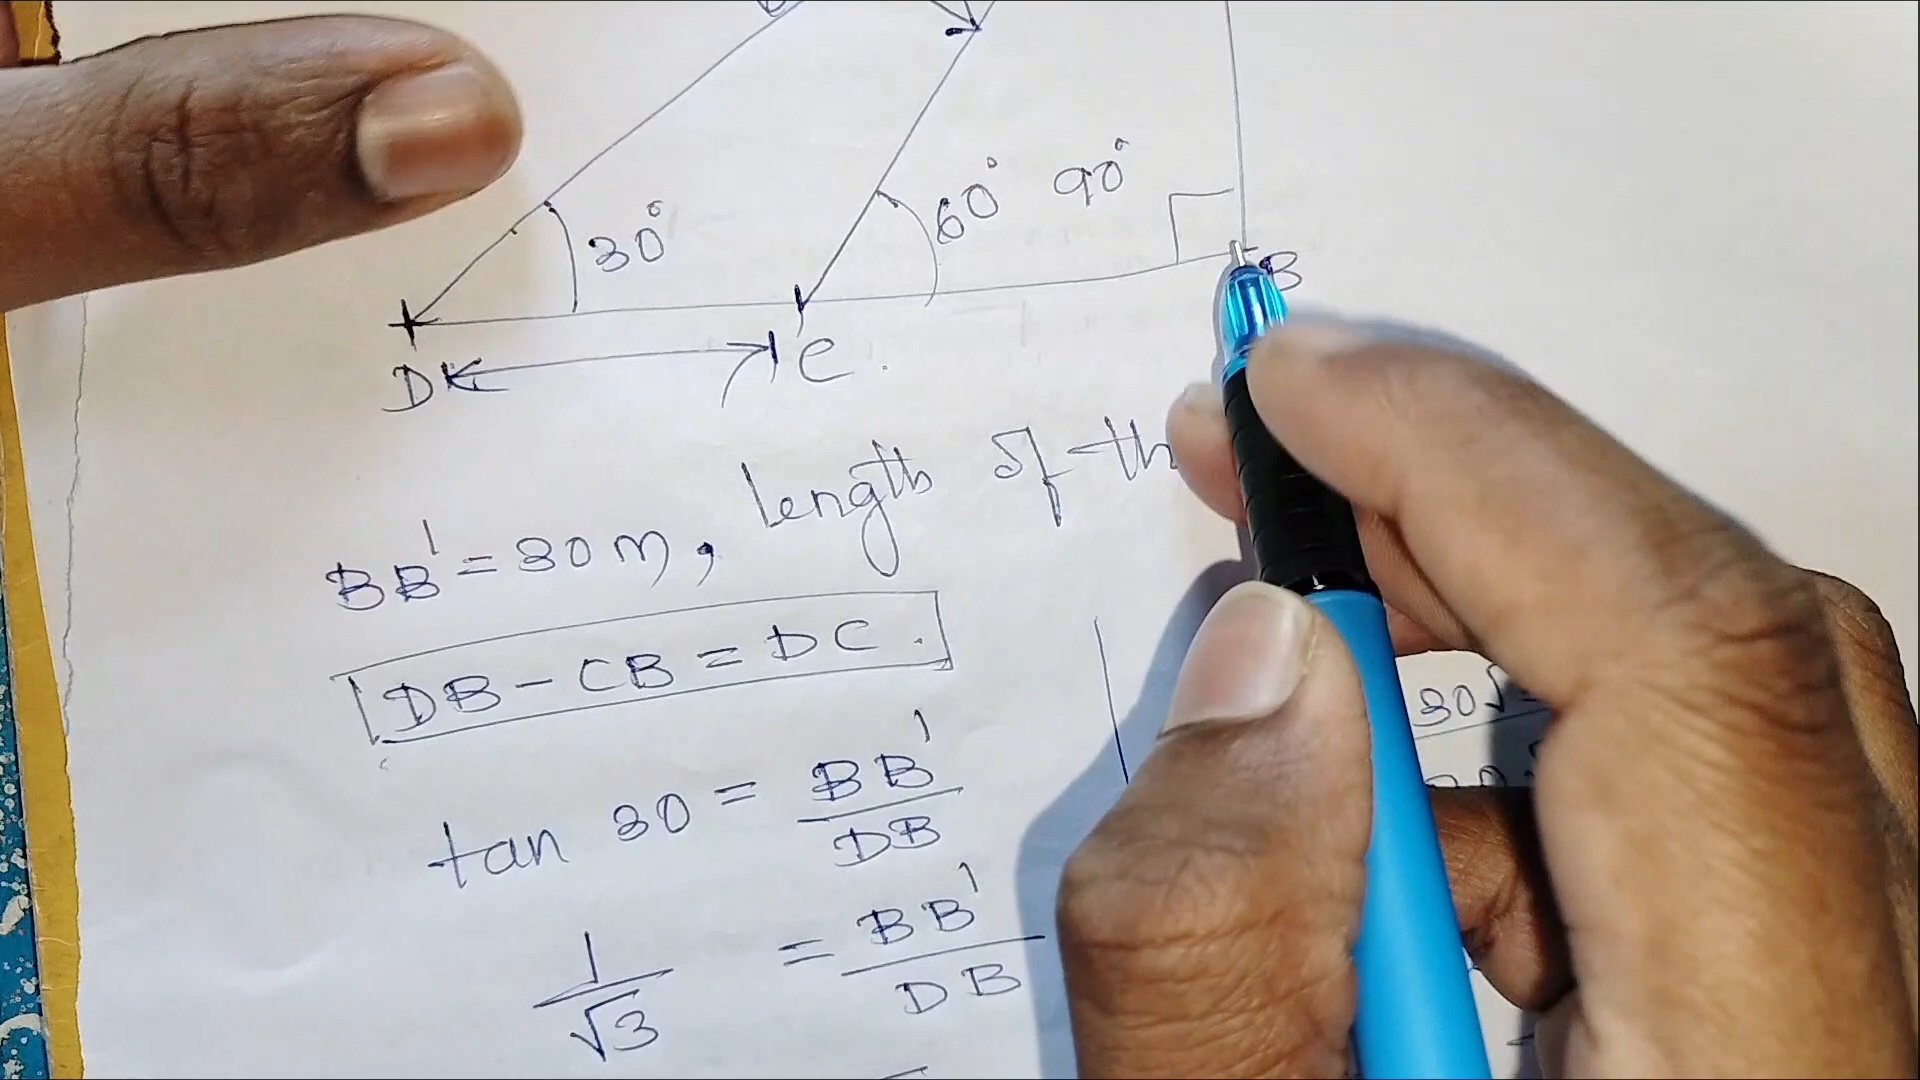 30° 60° 90°
B
D C.
length of th
BB' = 30 m,
DB - CB = DC.
tan 30 = BB' / DB
1 / √3 = BB' / DB
30√